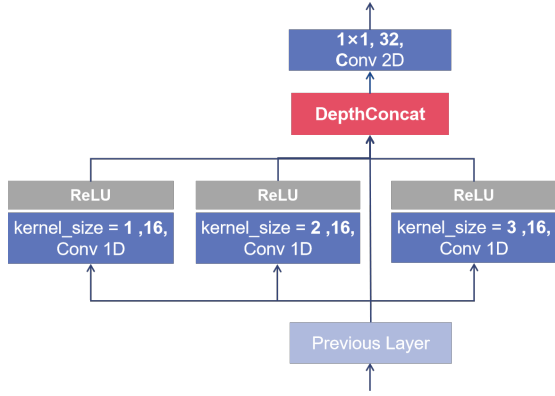 1×1, 32,
Conv 2D
DepthConcat
ReLU
kernel_size = 1 ,16,
Conv 1D
ReLU
kernel_size = 2 ,16,
Conv 1D
ReLU
kernel_size = 3 ,16,
Conv 1D
Previous Layer